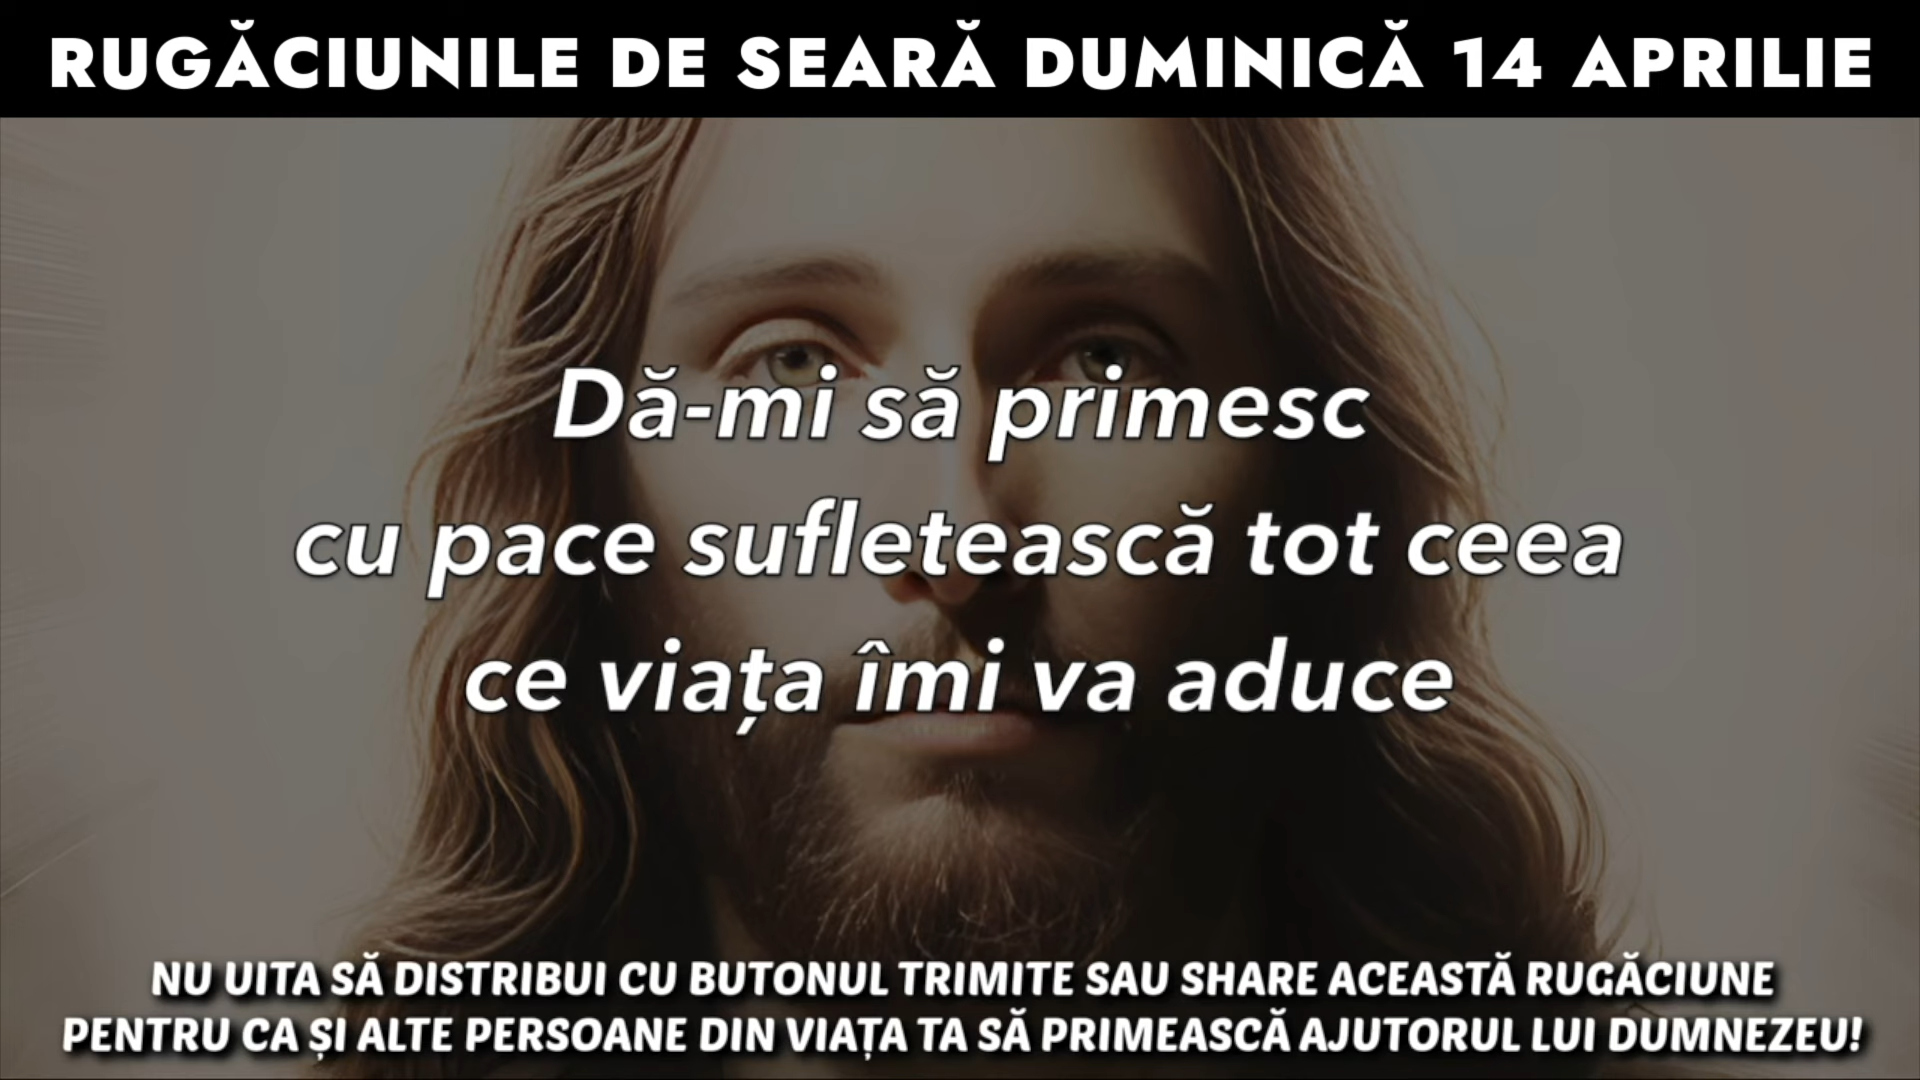 RUGĂCIUNILE DE SEARĂ DUMINICĂ 14 APRILIE
Dă-mi să primesc
cu pace sufletească tot ceea
ce viața îmi va aduce
NU UITA SĂ DISTRIBUI CU BUTONUL TRIMITE SAU SHARE ACEASTĂ RUGĂCIUNE
PENTRU CA ȘI ALTE PERSOANE DIN VIAȚA TA SĂ PRIMEASCĂ AJUTORUL LUI DUMNEZEU!